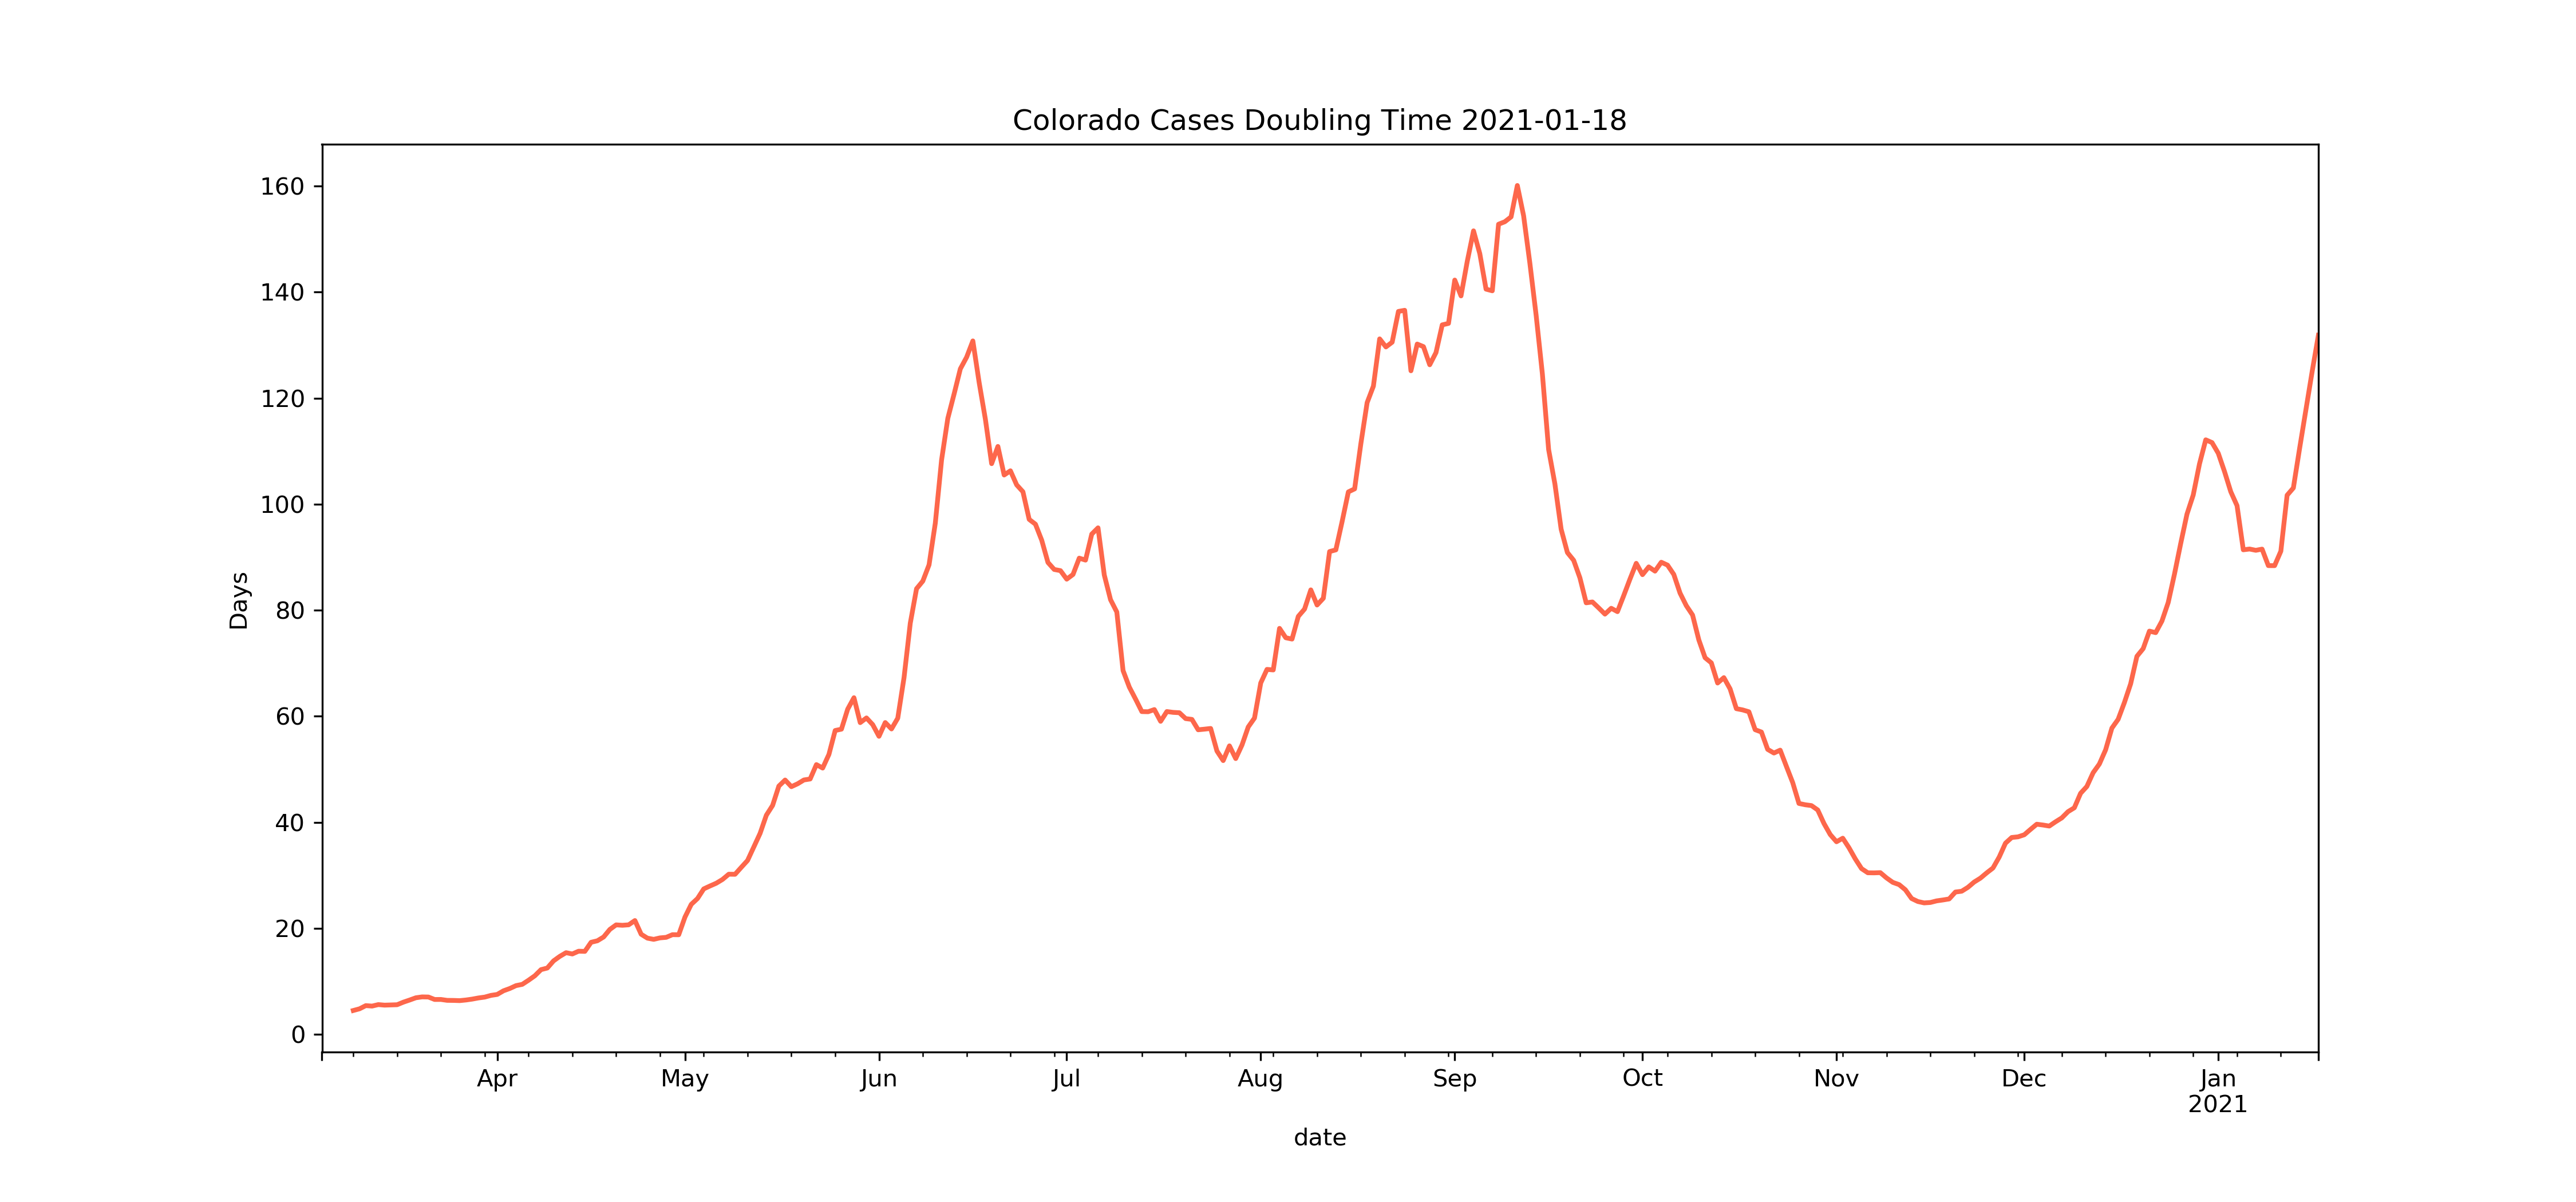 Colorado Cases Doubling Time 2021-01-18
160
140
120
100
80
60
40
20
0
Days
Apr May Jun Jul Aug Sep Oct Nov Dec Jan
2021
date